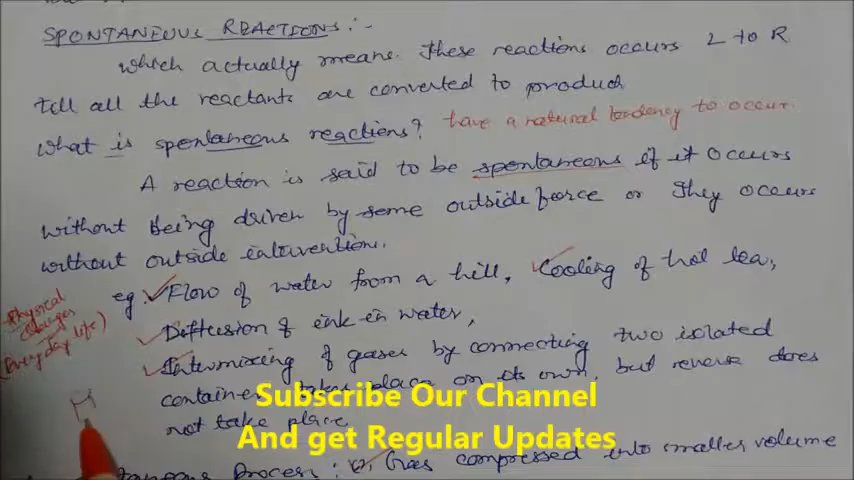 SPONTANEOUS REACTIONS :-
which actually means. These reactions occurs L to R
till all the reactants are converted to product
What is spontaneous reactions? have a natural tendency to occur.
A reaction is said to be spontaneous if it occurs
without being driven by some outside force or They occurs
without outside intervention.
eg. Flow of water from a hill, Cooling of hot tea,
Physical changes (Everyday life)
Diffusion of ink in water,
Intermixing of gases by connecting two isolated
container takes place on its own. but reverse does
not take place.
Subscribe Our Channel
And get Regular Updates
taneous Process: Gas compressed into smaller volume